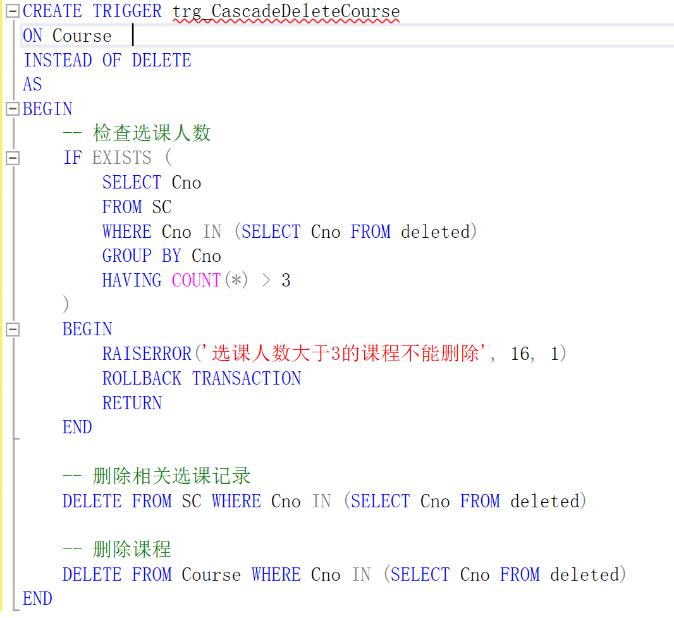 CREATE TRIGGER trg_CascadeDeleteCourse
ON Course
INSTEAD OF DELETE
AS
BEGIN
    -- 检查选课人数
    IF EXISTS (
        SELECT Cno
        FROM SC
        WHERE Cno IN (SELECT Cno FROM deleted)
        GROUP BY Cno
        HAVING COUNT(*) > 3
    )
    BEGIN
        RAISERROR('选课人数大于3的课程不能删除', 16, 1)
        ROLLBACK TRANSACTION
        RETURN
    END
    -- 删除相关选课记录
    DELETE FROM SC WHERE Cno IN (SELECT Cno FROM deleted)
    -- 删除课程
    DELETE FROM Course WHERE Cno IN (SELECT Cno FROM deleted)
END